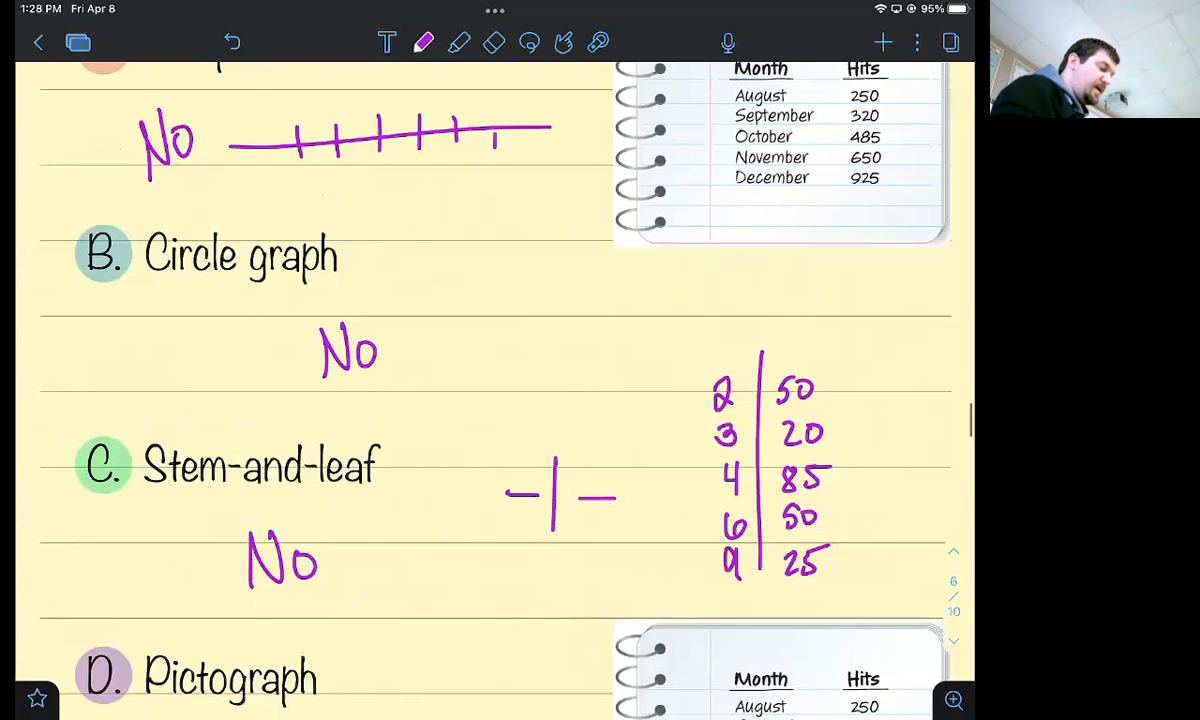 1:28 PM Fri Apr 8
95%
T
Month Hits
August 250
September 320
October 485
November 650
December 925
No
B. Circle graph
No
2 50
3 20
4 85
6 50
9 25
C. Stem-and-leaf
No
6
/
10
D. Pictograph
Month Hits
August 250